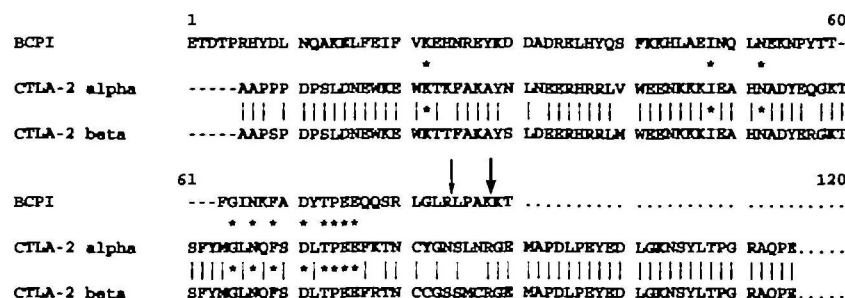 1 60
BCPI ETDTPRHYDL NQAKKLFEIF VKEHNREYKD DADRELHYQS FKKHLAEINQ LNEKNPYTT-
* * *
CTLA-2 alpha -----AAPPP DPSLDNEWKE WKTKFAKAYN LNEERHRRLV WEENKKKIEA HNADYEQGKT
||| | |||||||||| ||| ||||| | ||||||| |||||||||| |||||| |||
CTLA-2 beta -----AAPSP DPSLDNEWKE WKTTFAKAYS LDEERHRRLM WEENKKKIEA HNADYERGKT
61 120
BCPI ---FGINKFA DYTPEEQQSR LGLRLPAKKT .......... .......... ..........
* * * * ****
CTLA-2 alpha SFYMGLNQFS DLTPEEFKTN CYGNSLNRGE MAPDLPEYED LGKNSYLTPG RAQPE.....
CTLA-2 beta SFYMGLNQFS DLTPEEFRTN CCGSSMCRGE MAPDLPEYED LGKNSYLTPG RAQPE.....